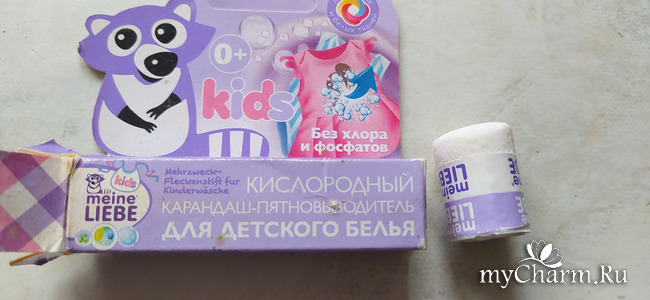 0+
kids
Без хлора
и фосфатов
kids
meine
LIEBE
Mehrzweck-
Fleckenstift für
Kinderwäsche
КИСЛОРОДНЫЙ
КАРАНДАШ-ПЯТНОВЫВОДИТЕЛЬ
ДЛЯ ДЕТСКОГО БЕЛЬЯ
meine
LIEBE
myCharm.Ru